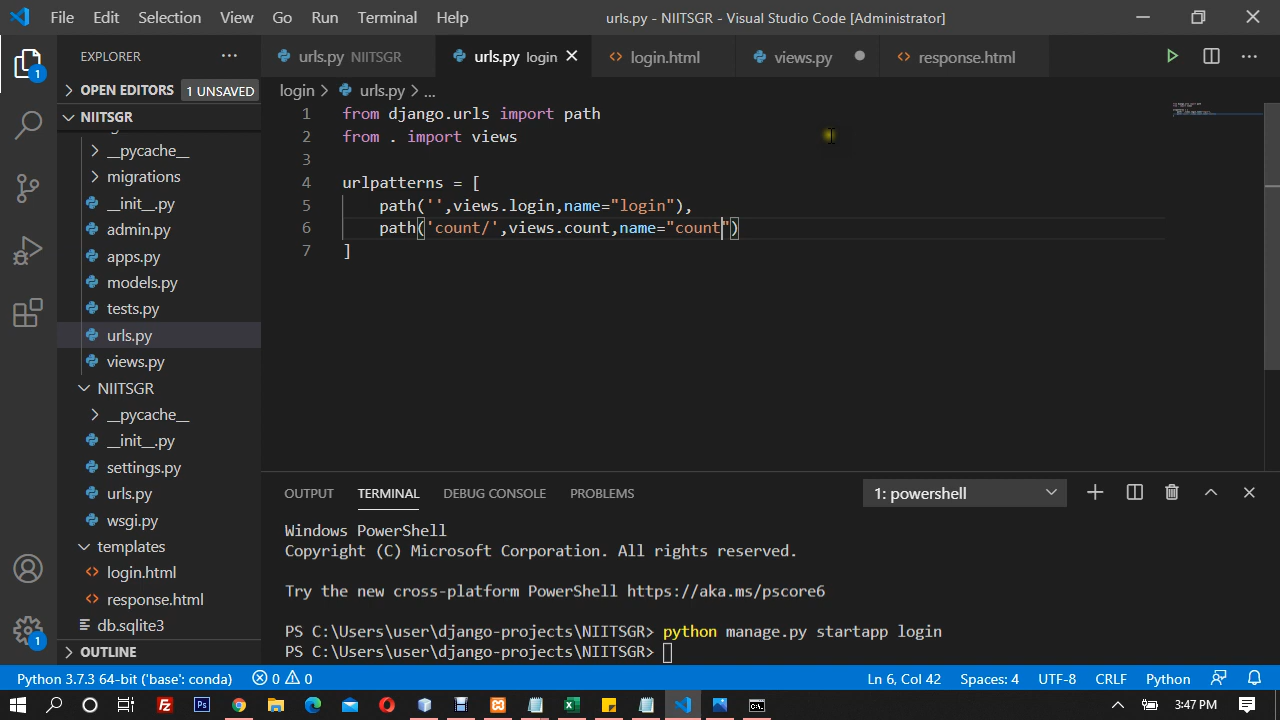 File Edit Selection View Go Run Terminal Help
urls.py - NIITSGR - Visual Studio Code [Administrator]
EXPLORER
urls.py NIITSGR
urls.py login
login.html
views.py
response.html
1
OPEN EDITORS
1 UNSAVED
NIITSGR
__pycache__
migrations
__init__.py
admin.py
apps.py
models.py
tests.py
urls.py
views.py
NIITSGR
__pycache__
__init__.py
settings.py
urls.py
wsgi.py
templates
login.html
response.html
db.sqlite3
OUTLINE
1
login > urls.py > ...
1 from django.urls import path
2 from . import views
3
4 urlpatterns = [
5 path('',views.login,name="login"),
6 path('count/',views.count,name="count")
7 ]
OUTPUT TERMINAL DEBUG CONSOLE PROBLEMS
1: powershell
Windows PowerShell
Copyright (C) Microsoft Corporation. All rights reserved.
Try the new cross-platform PowerShell https://aka.ms/pscore6
PS C:\Users\user\django-projects\NIITSGR> python manage.py startapp login
PS C:\Users\user\django-projects\NIITSGR>
Python 3.7.3 64-bit ('base': conda) 0 0
Ln 6, Col 42 Spaces: 4 UTF-8 CRLF Python
Fz
Ps
3:47 PM